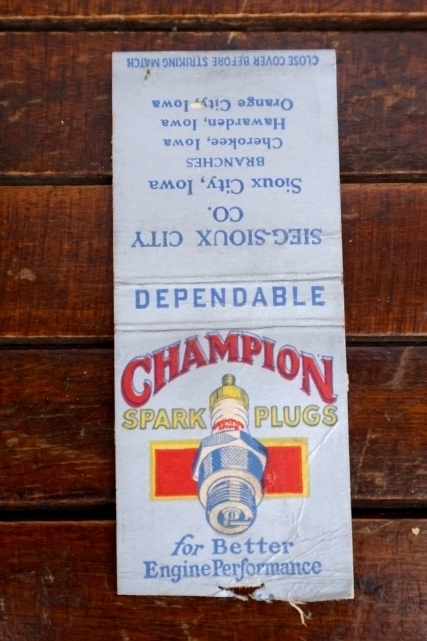 CLOSE COVER BEFORE STRIKING MATCH
SIEG-SIOUX CITY
CO.
Sioux City, Iowa
BRANCHES
Cherokee, Iowa
Hawarden, Iowa
Orange City, Iowa
DEPENDABLE
CHAMPION
SPARK PLUGS
for Better
Engine Performance